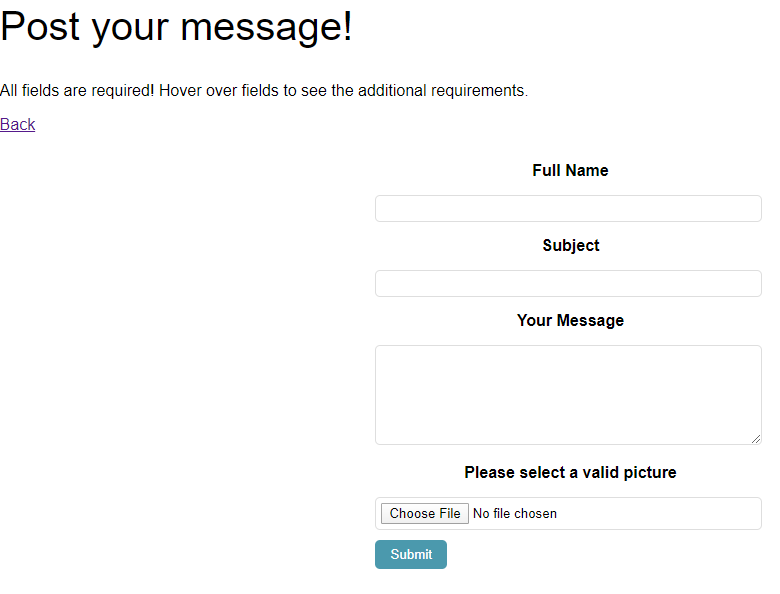 Post your message!
All fields are required! Hover over fields to see the additional requirements.
Back
Full Name
Subject
Your Message
Please select a valid picture
Choose File No file chosen
Submit